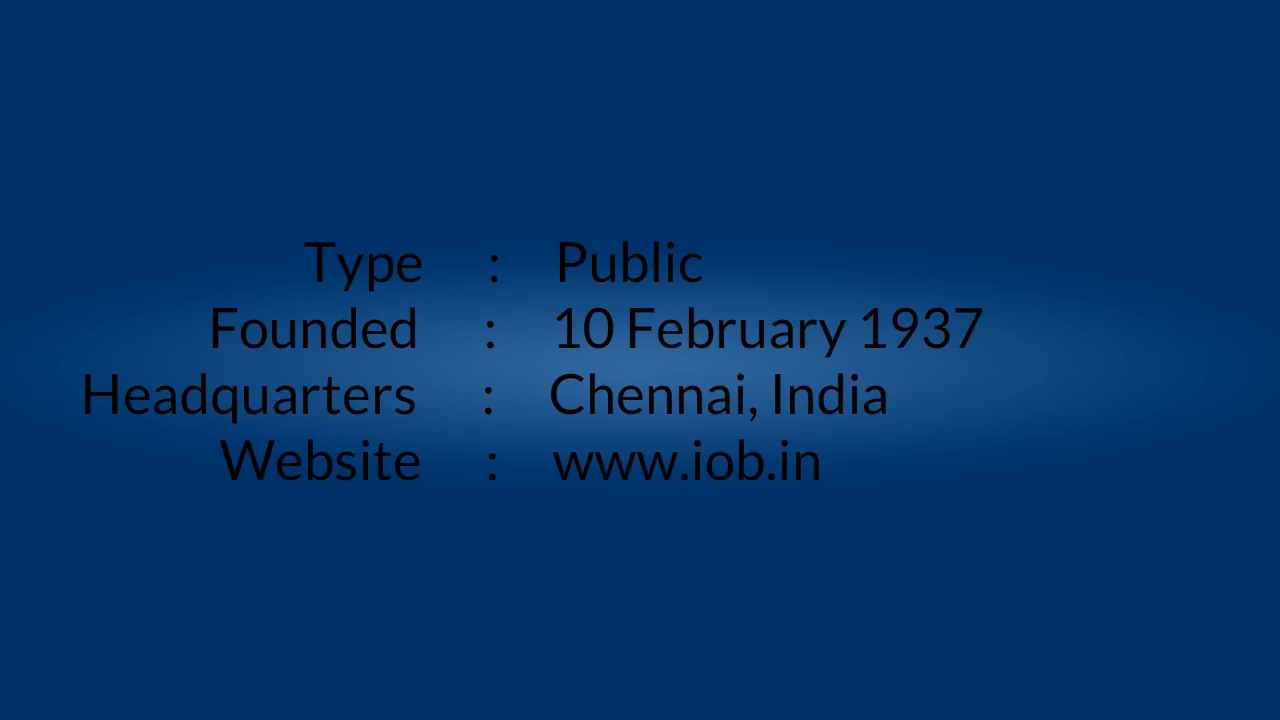 Type : Public
Founded : 10 February 1937
Headquarters : Chennai, India
Website : www.iob.in